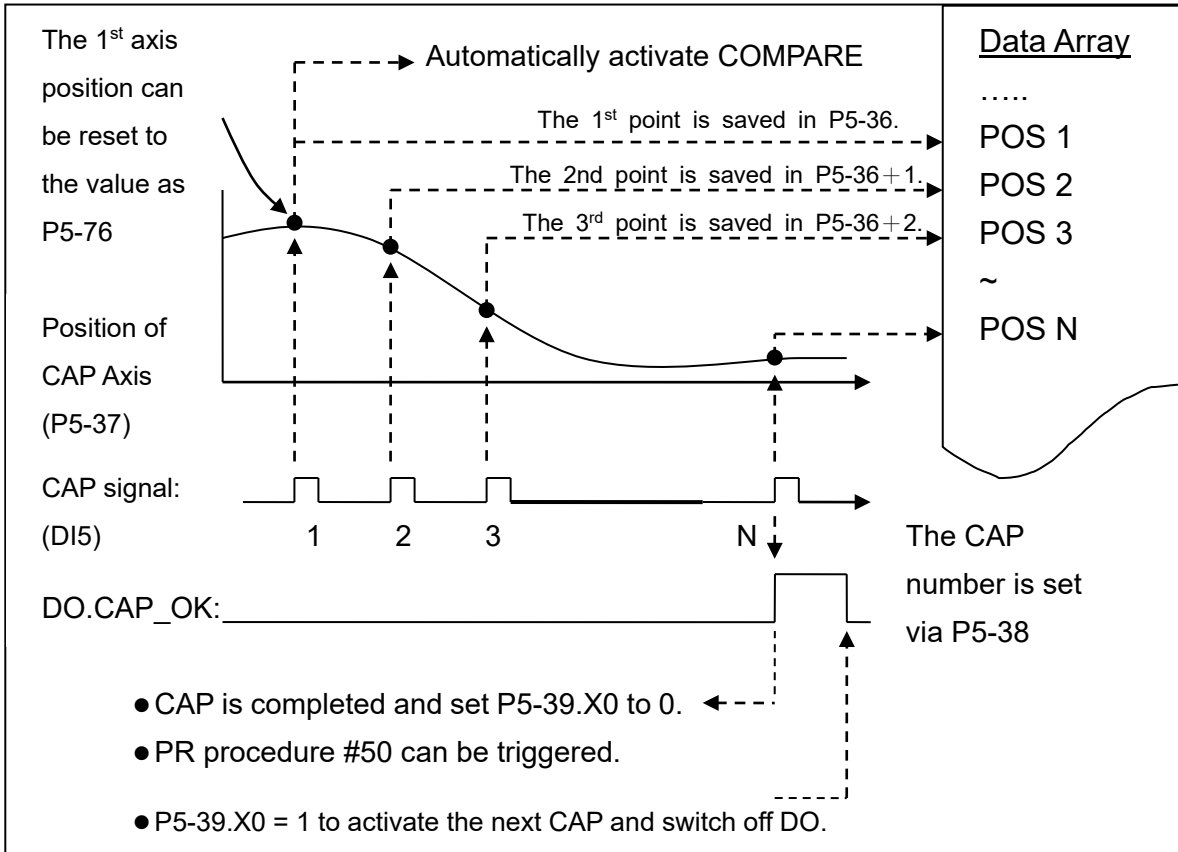 The 1st axis
position can
be reset to
the value as
P5-76
Automatically activate COMPARE
The 1st point is saved in P5-36.
The 2nd point is saved in P5-36+1.
The 3rd point is saved in P5-36+2.
Data Array
…..
POS 1
POS 2
POS 3
~
POS N
Position of
CAP Axis
(P5-37)
CAP signal:
(DI5)
1 2 3 N
The CAP
number is set
via P5-38
DO.CAP_OK:
● CAP is completed and set P5-39.X0 to 0.
● PR procedure #50 can be triggered.
● P5-39.X0 = 1 to activate the next CAP and switch off DO.